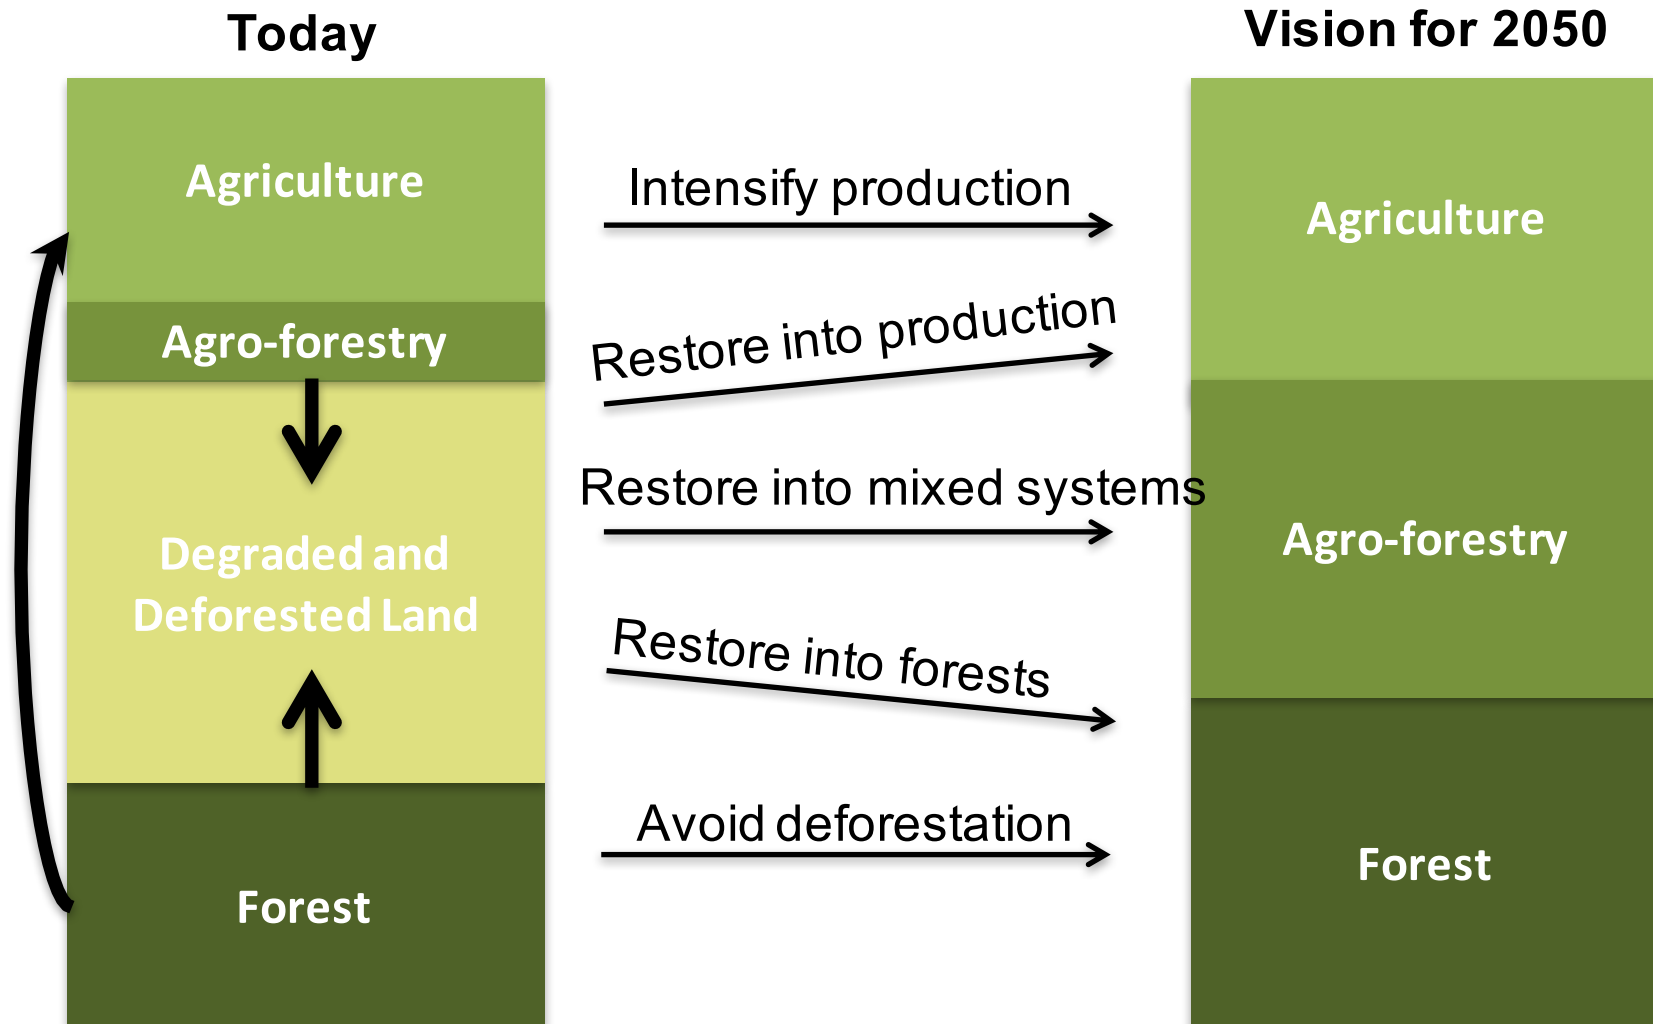 Today
Vision for 2050
Agriculture
Agro-forestry
Degraded and
Deforested Land
Forest
Intensify production
Restore into production
Restore into mixed systems
Restore into forests
Avoid deforestation
Agriculture
Agro-forestry
Forest